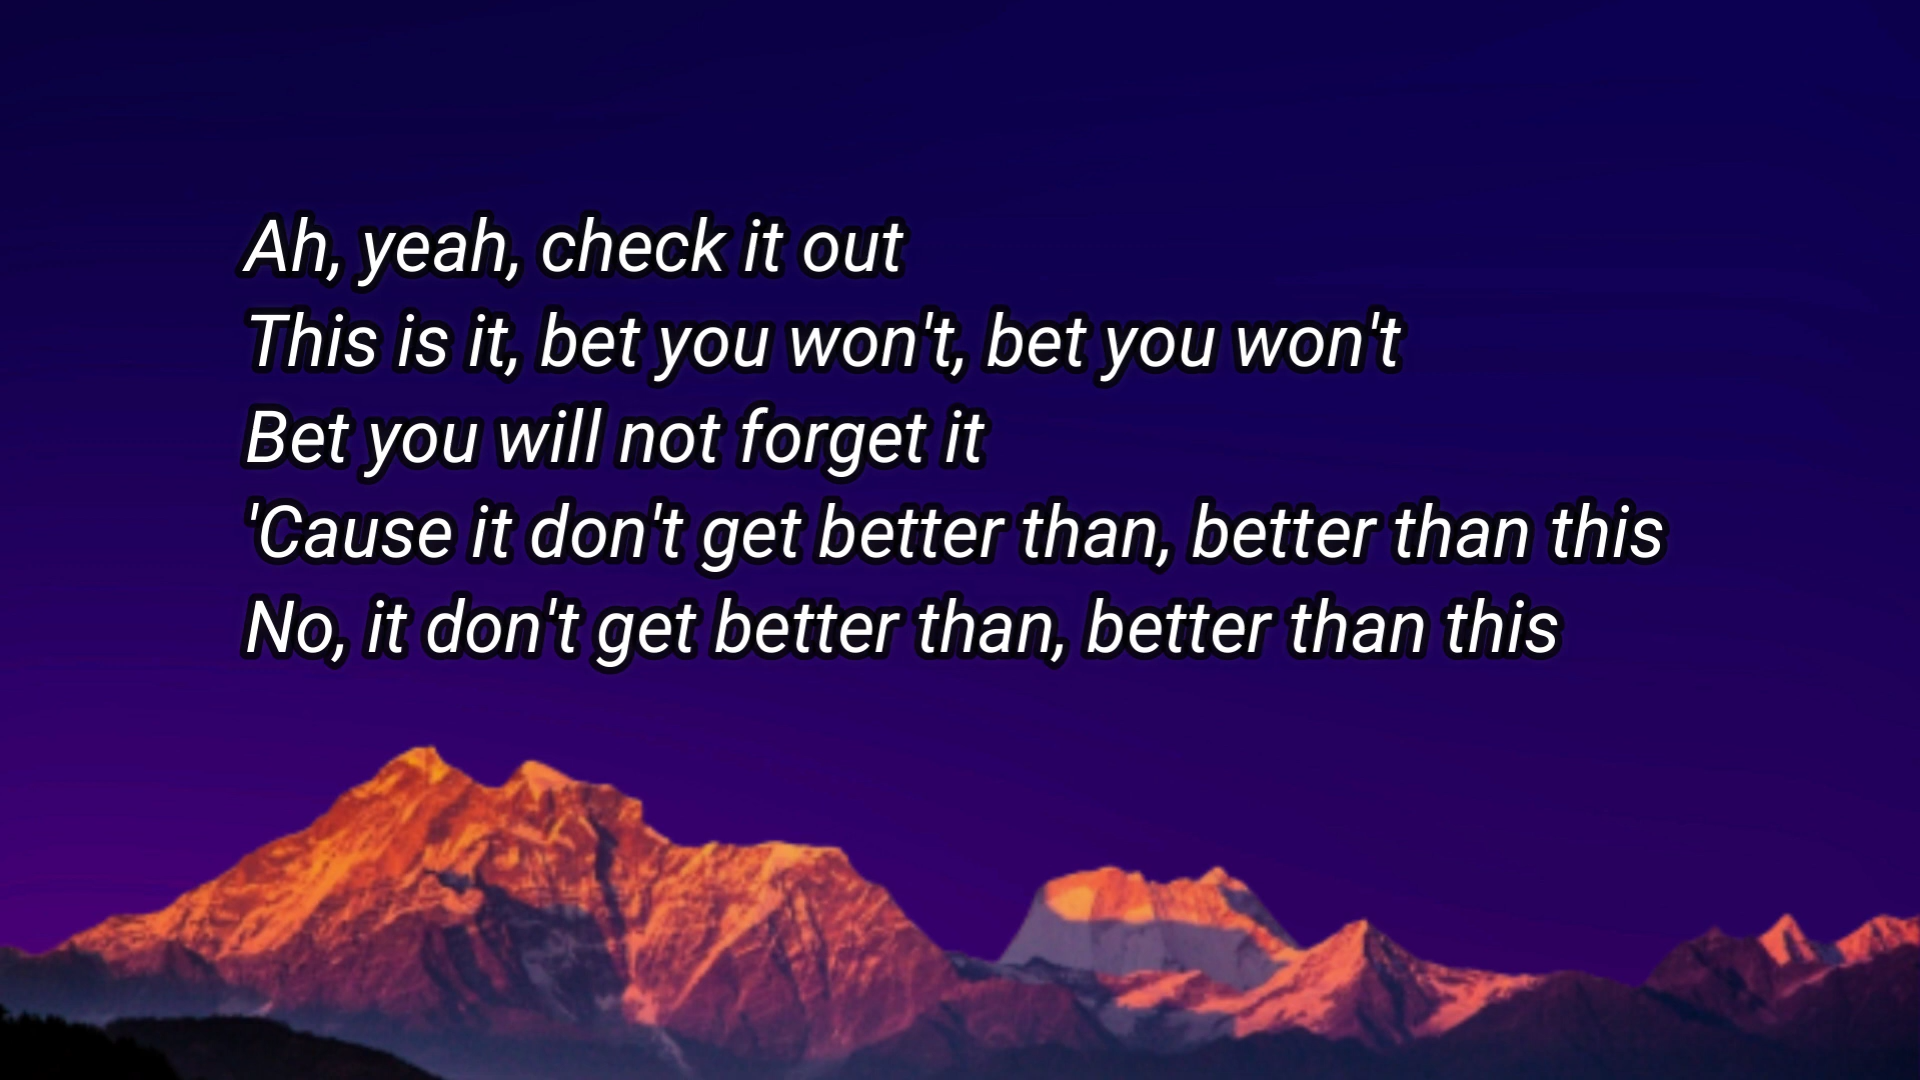 Ah, yeah, check it out
This is it, bet you won't, bet you won't
Bet you will not forget it
'Cause it don't get better than, better than this
No, it don't get better than, better than this